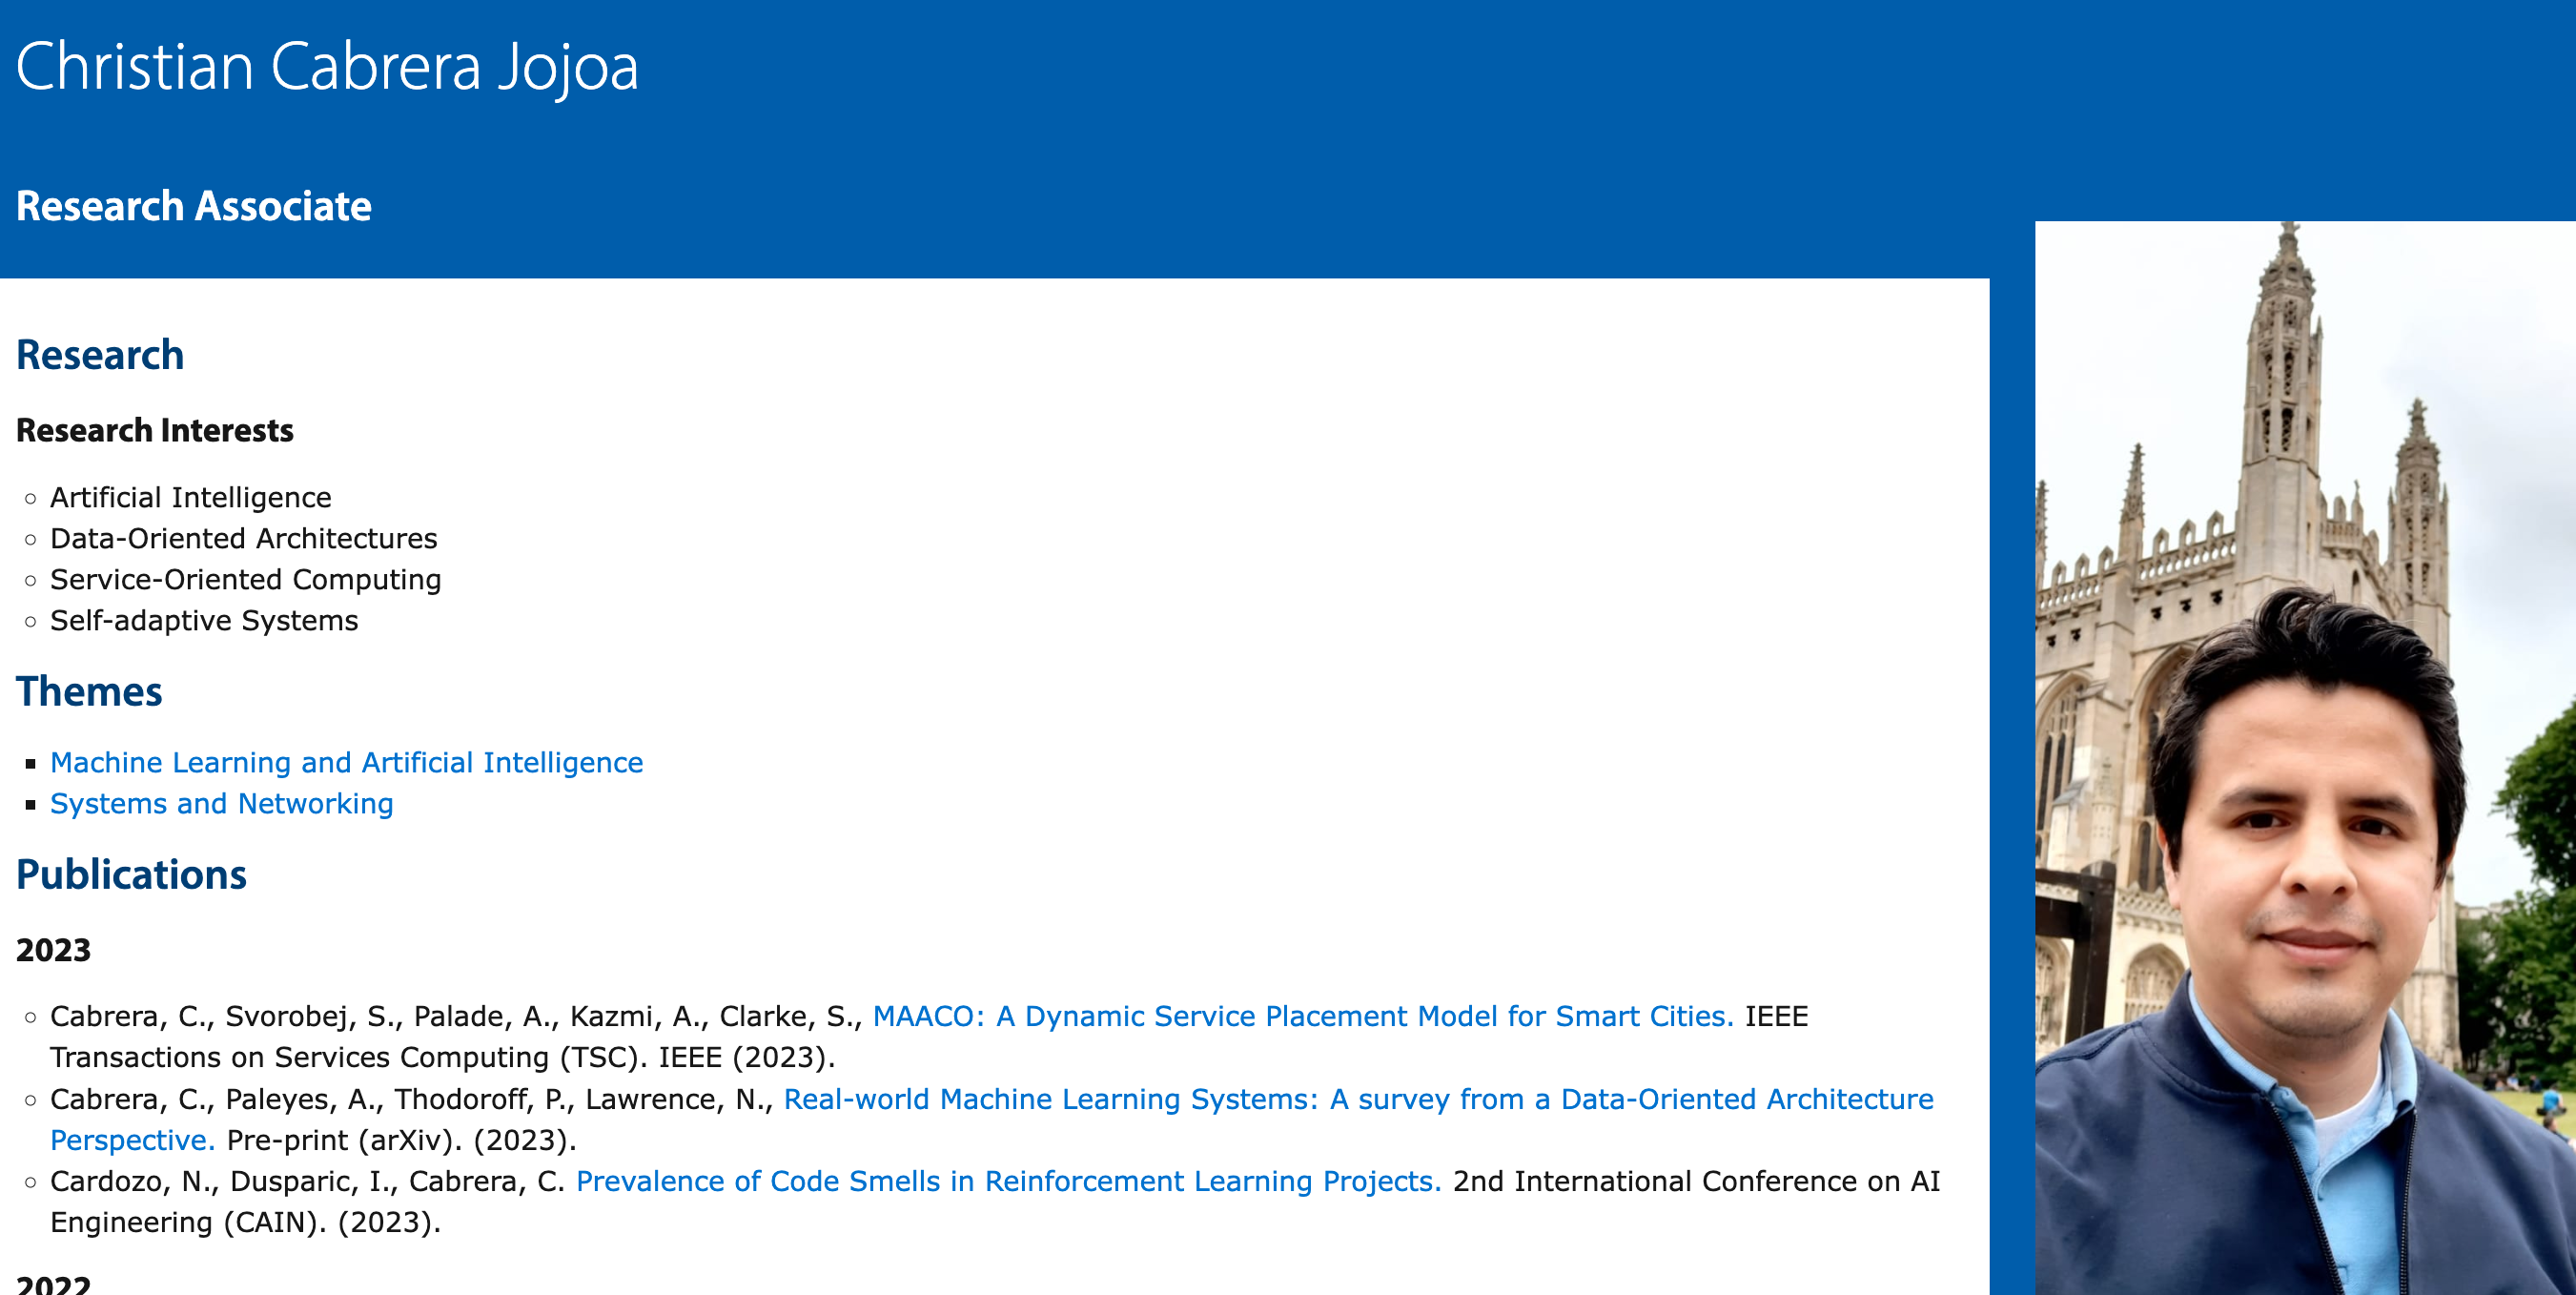 Christian Cabrera Jojoa
Research Associate
Research
Research Interests
Artificial Intelligence
Data-Oriented Architectures
Service-Oriented Computing
Self-adaptive Systems
Themes
Machine Learning and Artificial Intelligence
Systems and Networking
Publications
2023
Cabrera, C., Svorobej, S., Palade, A., Kazmi, A., Clarke, S., MAACO: A Dynamic Service Placement Model for Smart Cities. IEEE
Transactions on Services Computing (TSC). IEEE (2023).
Cabrera, C., Paleyes, A., Thodoroff, P., Lawrence, N., Real-world Machine Learning Systems: A survey from a Data-Oriented Architecture
Perspective. Pre-print (arXiv). (2023).
Cardozo, N., Dusparic, I., Cabrera, C. Prevalence of Code Smells in Reinforcement Learning Projects. 2nd International Conference on AI
Engineering (CAIN). (2023).
2022